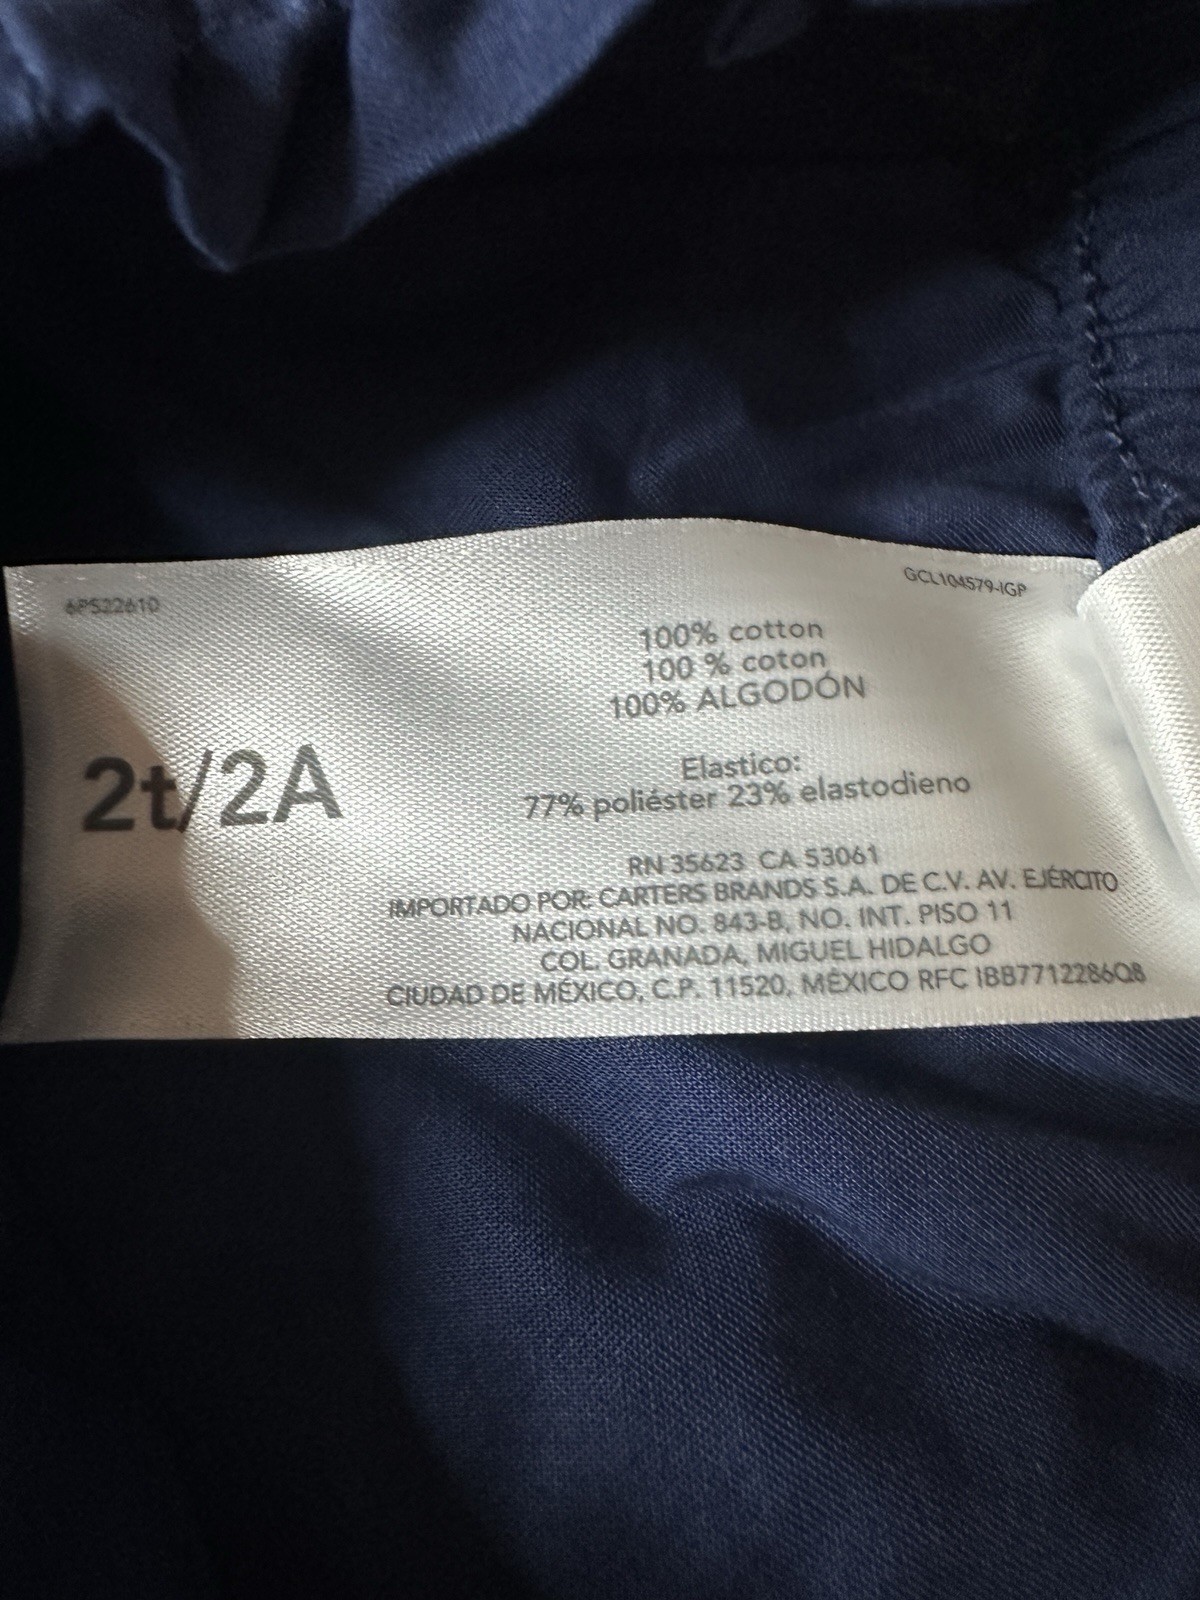 6P522610
GCL104579-IGP
100% cotton
100 % coton
100% ALGODÓN
2t/2A
Elastico:
77% poliéster 23% elastodieno
RN 35623 CA 53061
IMPORTADO POR: CARTERS BRANDS S.A. DE C.V. AV. EJÉRCITO
NACIONAL NO. 843-B, NO. INT. PISO 11
COL. GRANADA, MIGUEL HIDALGO
CIUDAD DE MÉXICO, C.P. 11520, MÉXICO RFC IBB7712286Q8